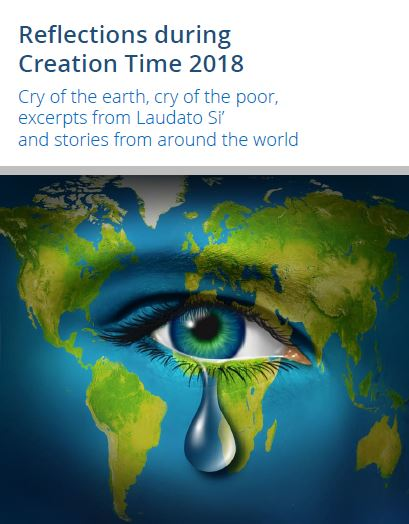 Reflections during
Creation Time 2018
Cry of the earth, cry of the poor,
excerpts from Laudato Si’
and stories from around the world